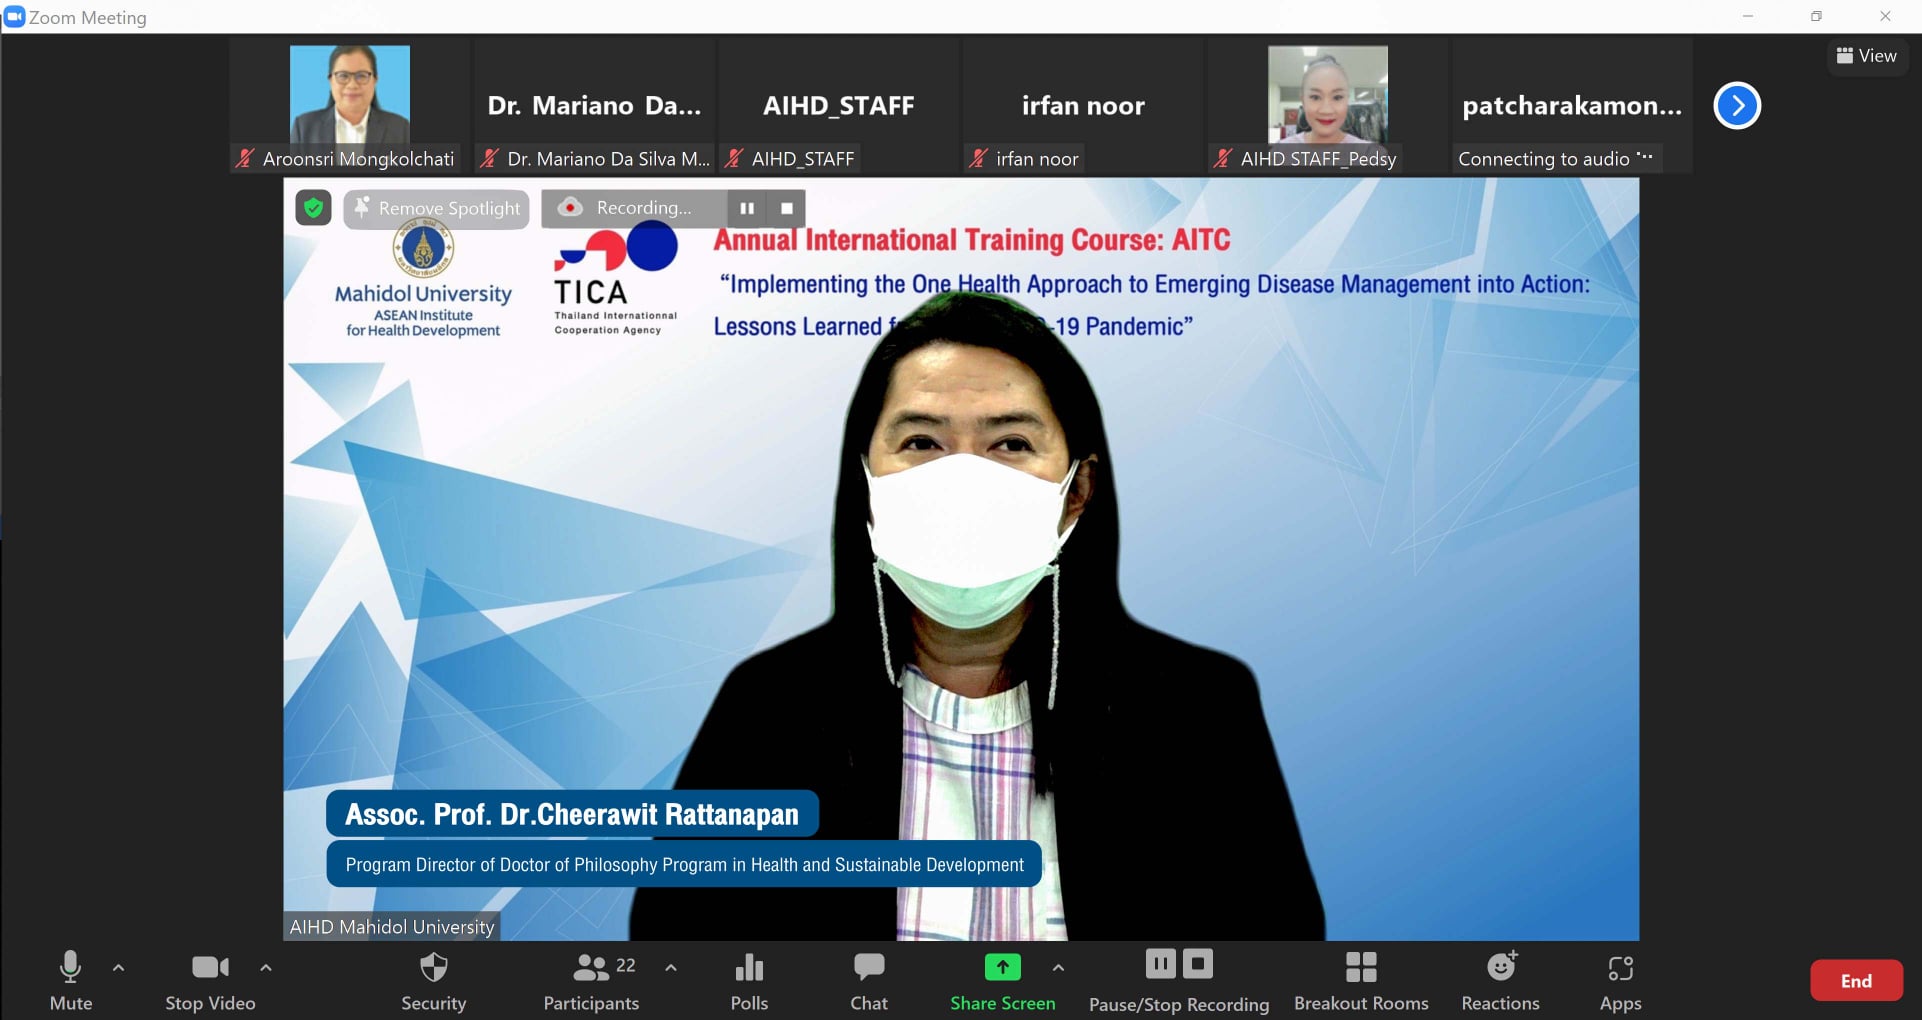 Zoom Meeting
View
Dr. Mariano Da...
AIHD_STAFF
irfan noor
patcharakamon...
Aroonsri Mongkolchati
Dr. Mariano Da Silva M...
AIHD_STAFF
irfan noor
AIHD STAFF_Pedsy
Connecting to audio
Remove Spotlight
Recording...
Mahidol University
ASEAN Institute
for Health Development
TICA
Thailand International
Cooperation Agency
Annual International Training Course: AITC
“Implementing the One Health Approach to Emerging Disease Management into Action:
Lessons Learned -19 Pandemic”
Assoc. Prof. Dr.Cheerawit Rattanapan
Program Director of Doctor of Philosophy Program in Health and Sustainable Development
AIHD Mahidol University
22
Mute
Stop Video
Security
Participants
Polls
Chat
Share Screen
Pause/Stop Recording
Breakout Rooms
Reactions
Apps
End